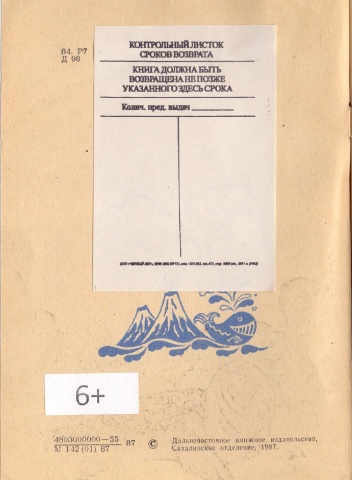 84. Р7
Д 98
КОНТРОЛЬНЫЙ ЛИСТОК
СРОКОВ ВОЗВРАТА
КНИГА ДОЛЖНА БЫТЬ
ВОЗВРАЩЕНА НЕ ПОЗЖЕ
УКАЗАННОГО ЗДЕСЬ СРОКА
Колич. пред. выдач
6+
4803000000—55
М 142 (91) 87
87 ©
Дальневосточное книжное издательство,
Сахалинское отделение, 1987.